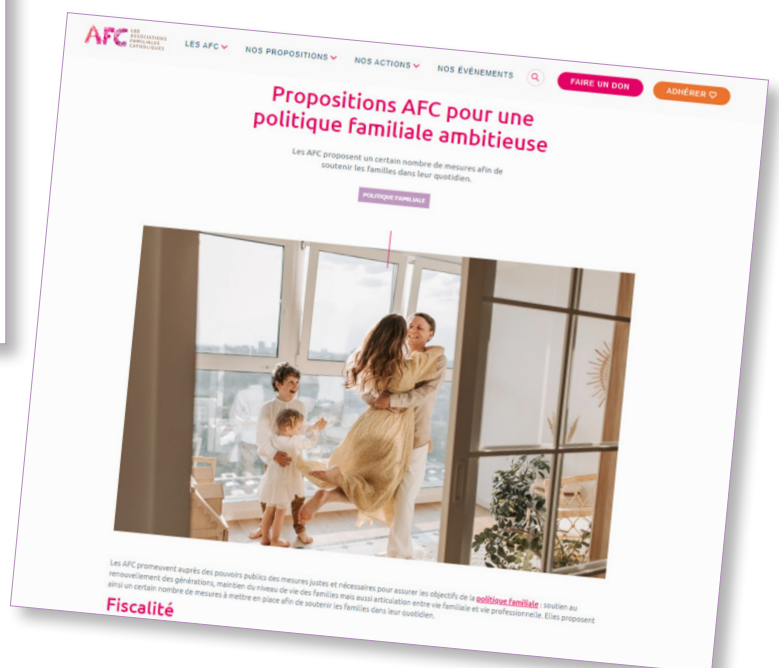 AFC LES
ASSOCIATIONS
FAMILIALES
CATHOLIQUES
LES AFC
NOS PROPOSITIONS
NOS ACTIONS
NOS ÉVÉNEMENTS
FAIRE UN DON
ADHÉRER
Propositions AFC pour une
politique familiale ambitieuse
Les AFC proposent un certain nombre de mesures afin de
soutenir les familles dans leur quotidien.
POLITIQUE FAMILIALE
Les AFC promeuvent auprès des pouvoirs publics des mesures justes et nécessaires pour assurer les objectifs de la politique familiale : soutien au
renouvellement des générations, maintien du niveau de vie des familles mais aussi articulation entre vie familiale et vie professionnelle. Elles proposent
ainsi un certain nombre de mesures à mettre en place afin de soutenir les familles dans leur quotidien.
Fiscalité